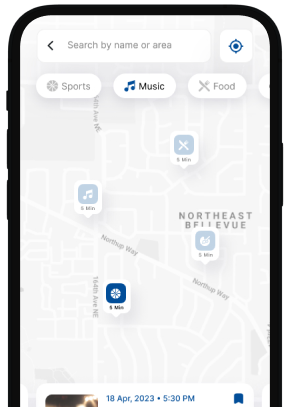 Search by name or area
Sports
Music
Food
164th Ave NE
5 Min
5 Min
NORTHEAST
BELLEVUE
5 Min
Northup Way
Northup Way
164th Ave NE
5 Min
18 Apr, 2023 • 5:30 PM